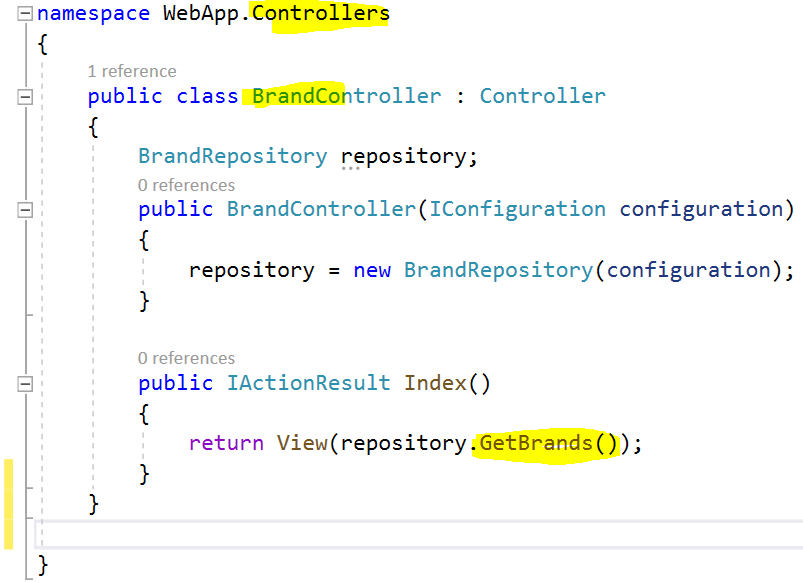 namespace WebApp.Controllers
{
1 reference
public class BrandController : Controller
{
BrandRepository repository;
0 references
public BrandController(IConfiguration configuration)
{
repository = new BrandRepository(configuration);
}
0 references
public IActionResult Index()
{
return View(repository.GetBrands());
}
}
}